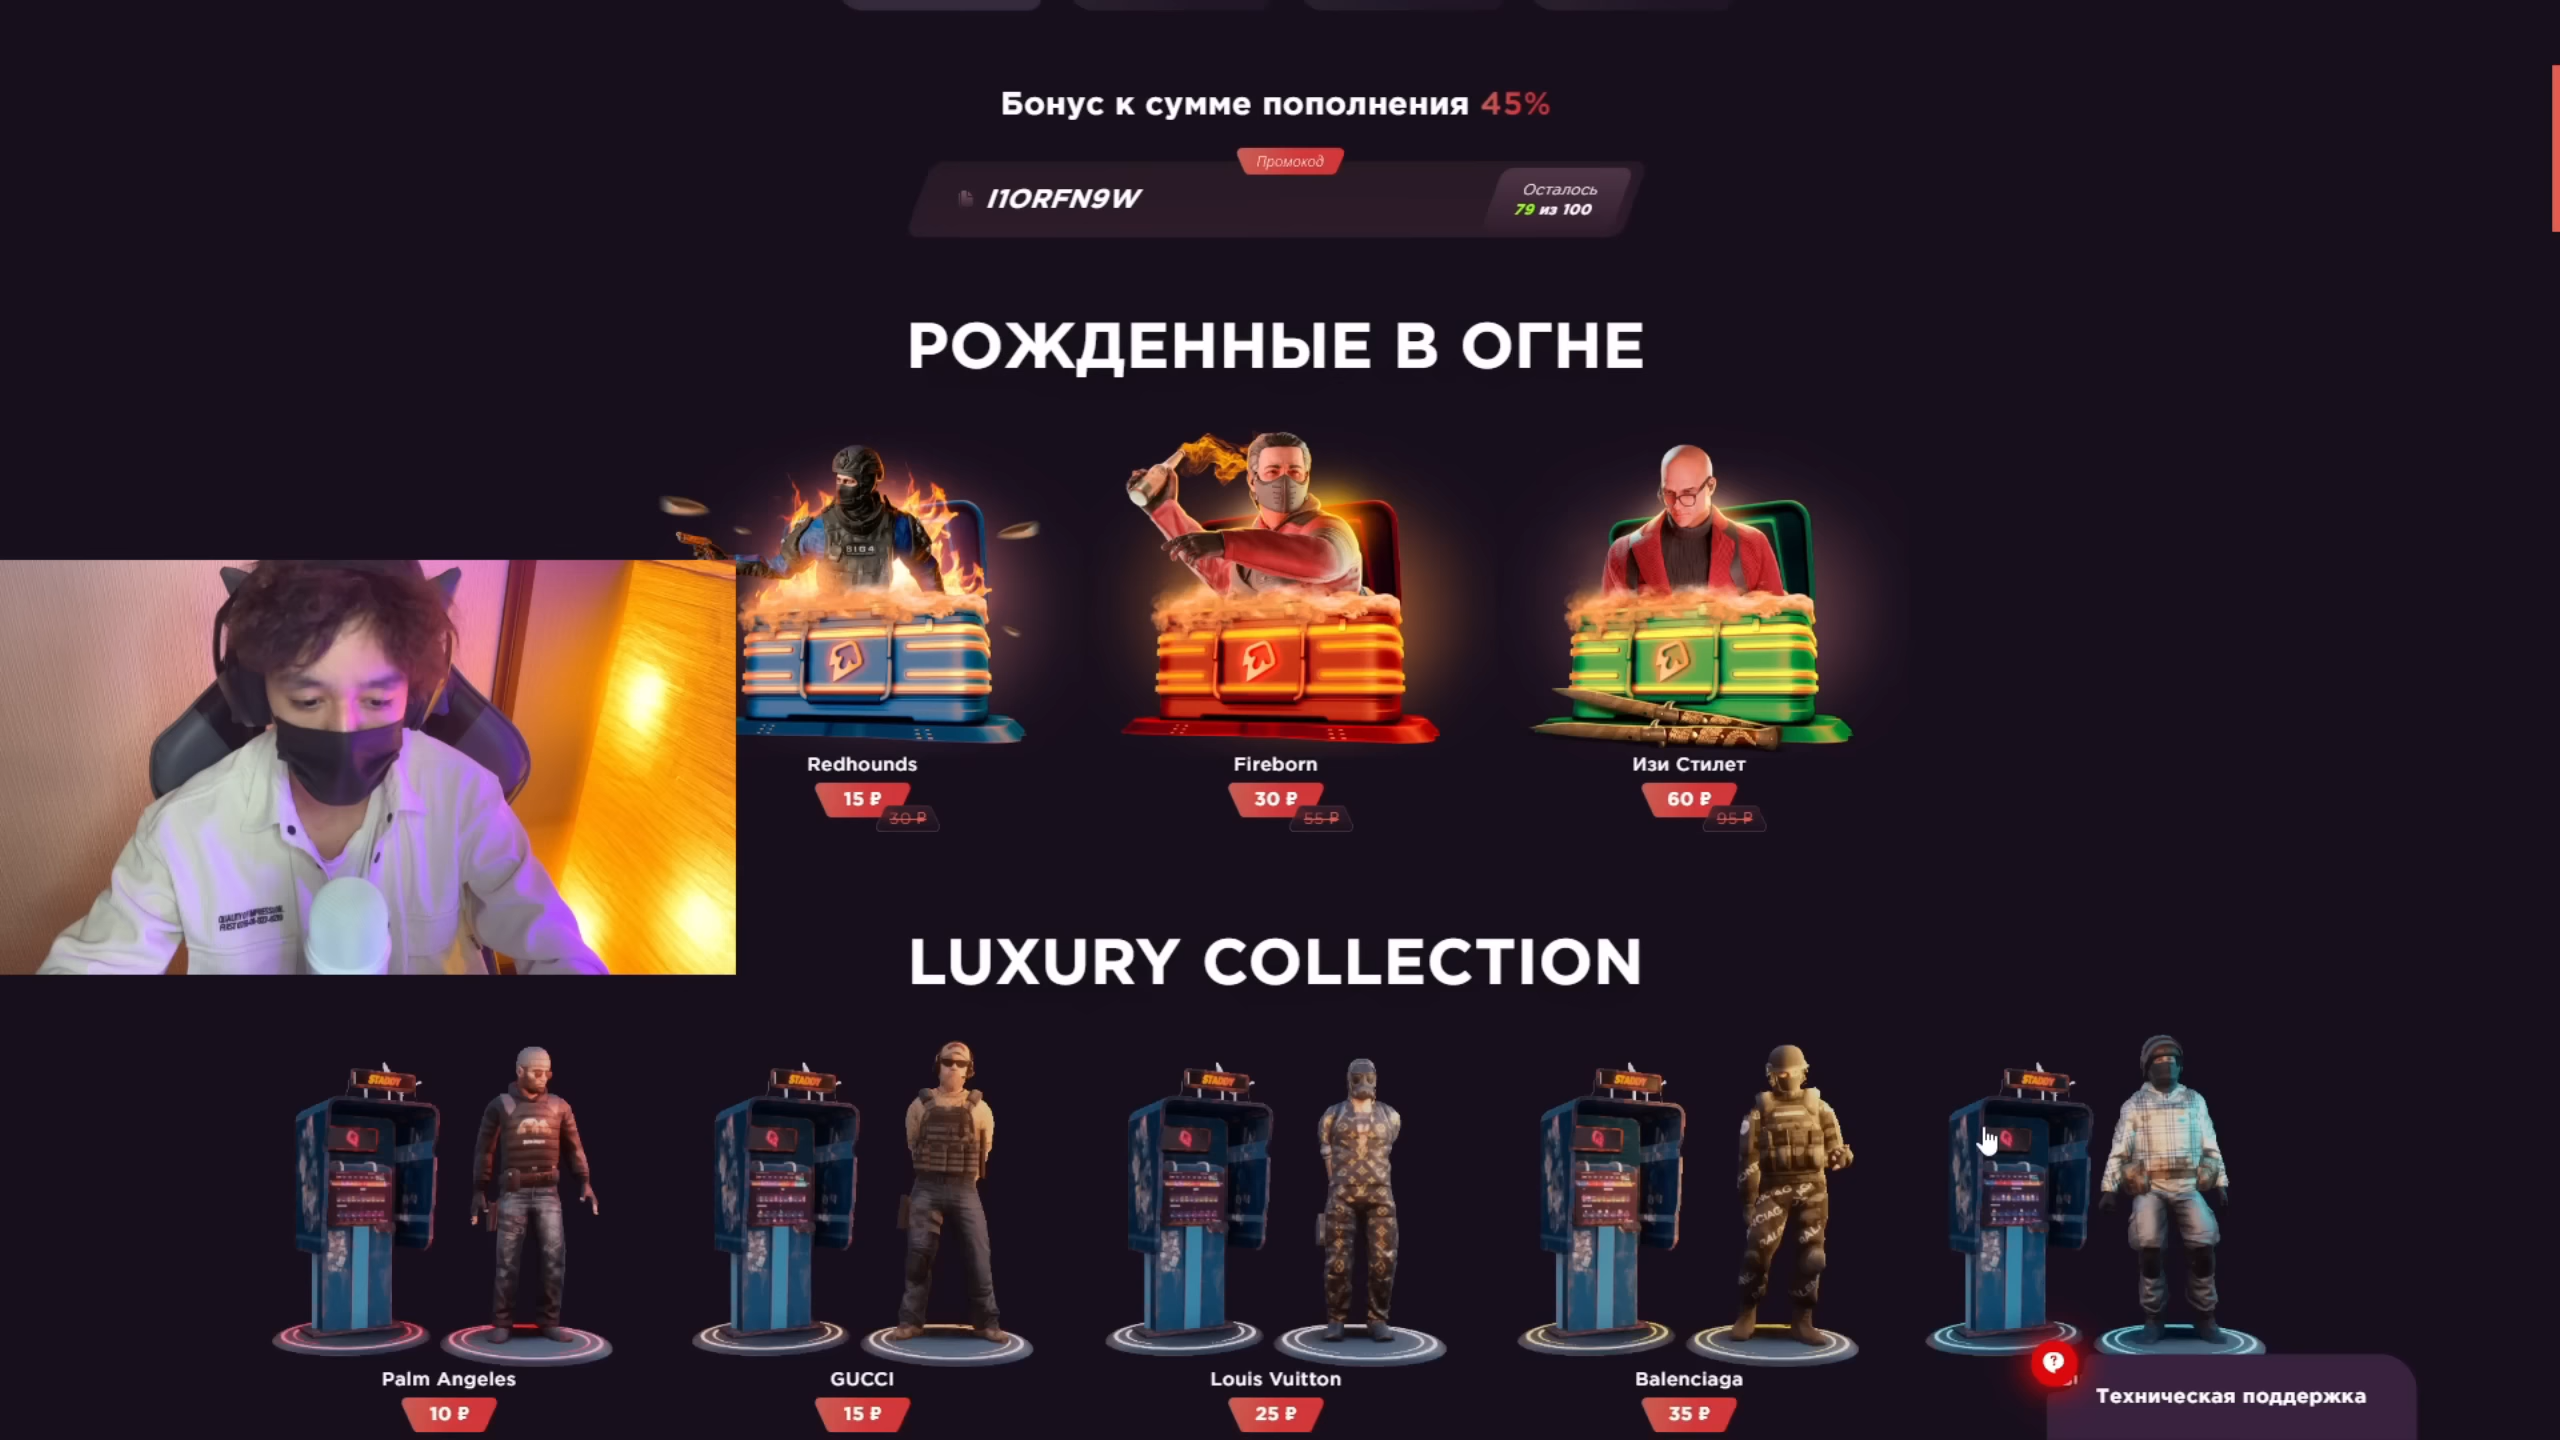 Бонус к сумме пополнения 45%
Промокод
I1ORFN9W
Осталось
79 из 100
РОЖДЕННЫЕ В ОГНЕ
Redhounds
Fireborn
Изи Стилет
15 ₽
30 ₽
30 ₽
55 ₽
60 ₽
95 ₽
LUXURY COLLECTION
Palm Angeles
GUCCI
Louis Vuitton
Balenciaga
10 ₽
15 ₽
25 ₽
35 ₽
Техническая поддержка